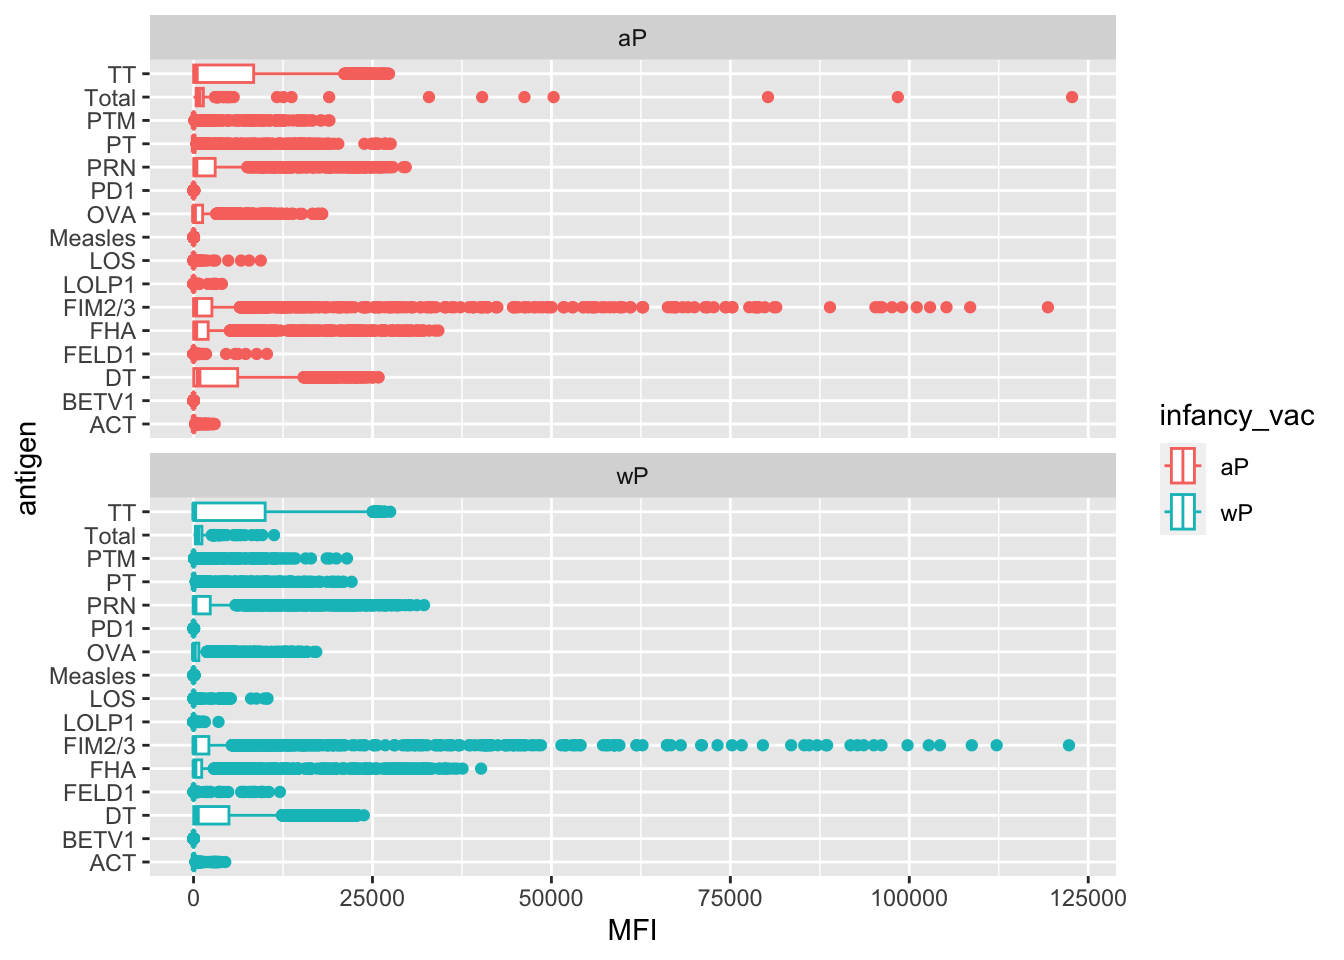 aP
TT
Total
PTM
PT
PRN
PD1
OVA
Measles
LOS
LOLP1
FIM2/3
FHA
FELD1
DT
BETV1
ACT
wP
TT
Total
PTM
PT
PRN
PD1
OVA
Measles
LOS
LOLP1
FIM2/3
FHA
FELD1
DT
BETV1
ACT
0 25000 50000 75000 100000 125000
MFI
antigen
infancy_vac
aP
wP